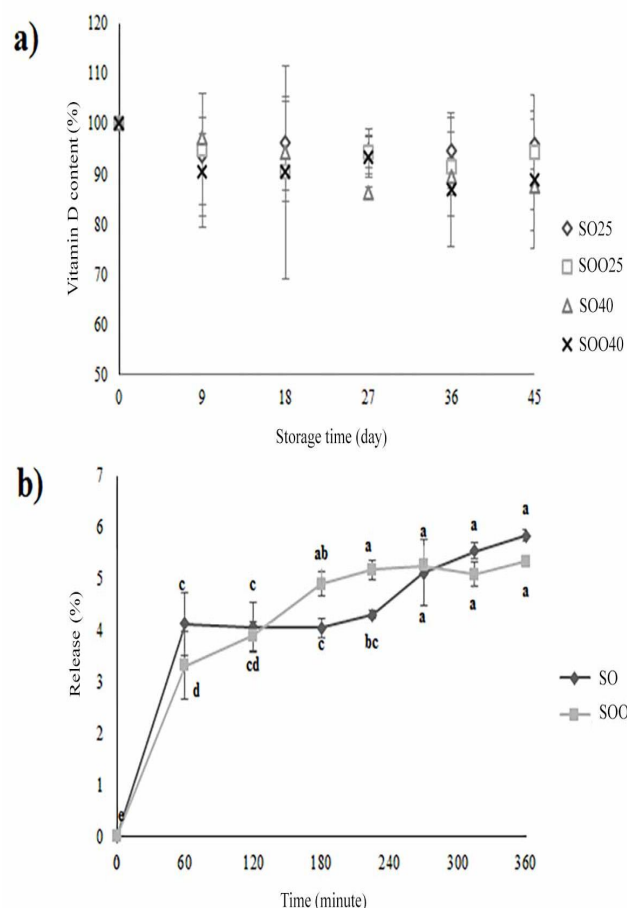 a)
120
110
100
90
80
70
60
50
Vitamin D content (%)
0 9 18 27 36 45
Storage time (day)
SO25
SOO25
SO40
SOO40
b)
7
6
5
4
3
2
1
0
Release (%)
a a a a
ab
c c
a a a
c bc
cd
d
e
0 60 120 180 240 300 360
Time (minute)
SO
SOO